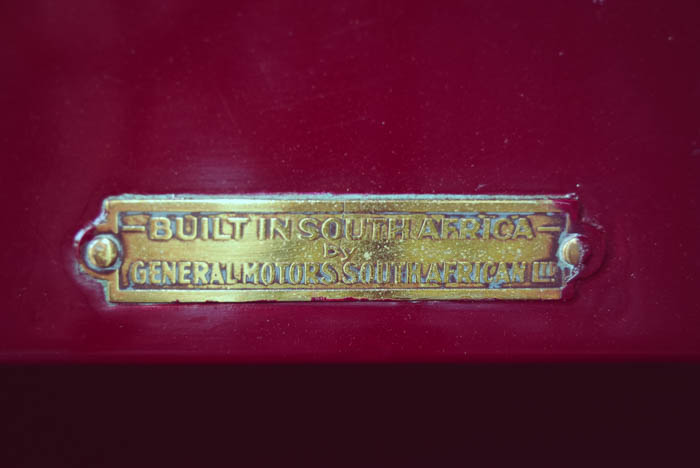 BUILT IN SOUTH AFRICA
BY
GENERAL MOTORS SOUTH AFRICAN LTD